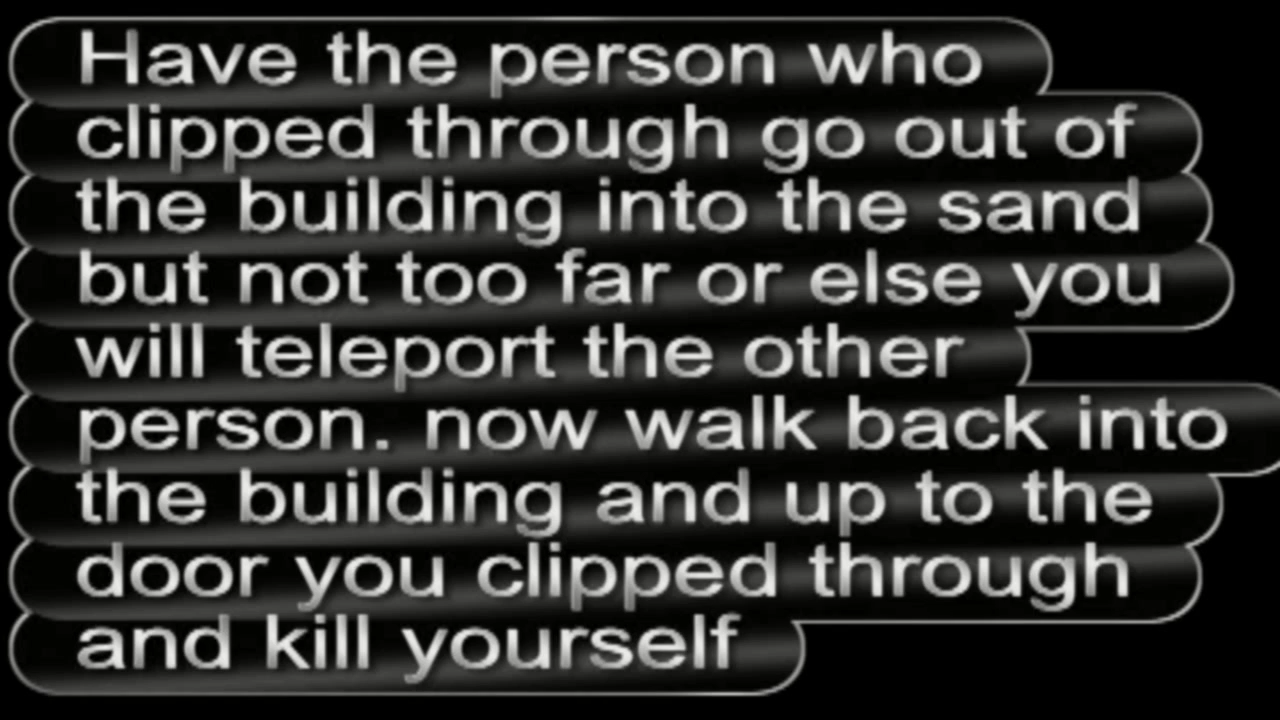 Have the person who
clipped through go out of
the building into the sand
but not too far or else you
will teleport the other
person. now walk back into
the building and up to the
door you clipped through
and kill yourself